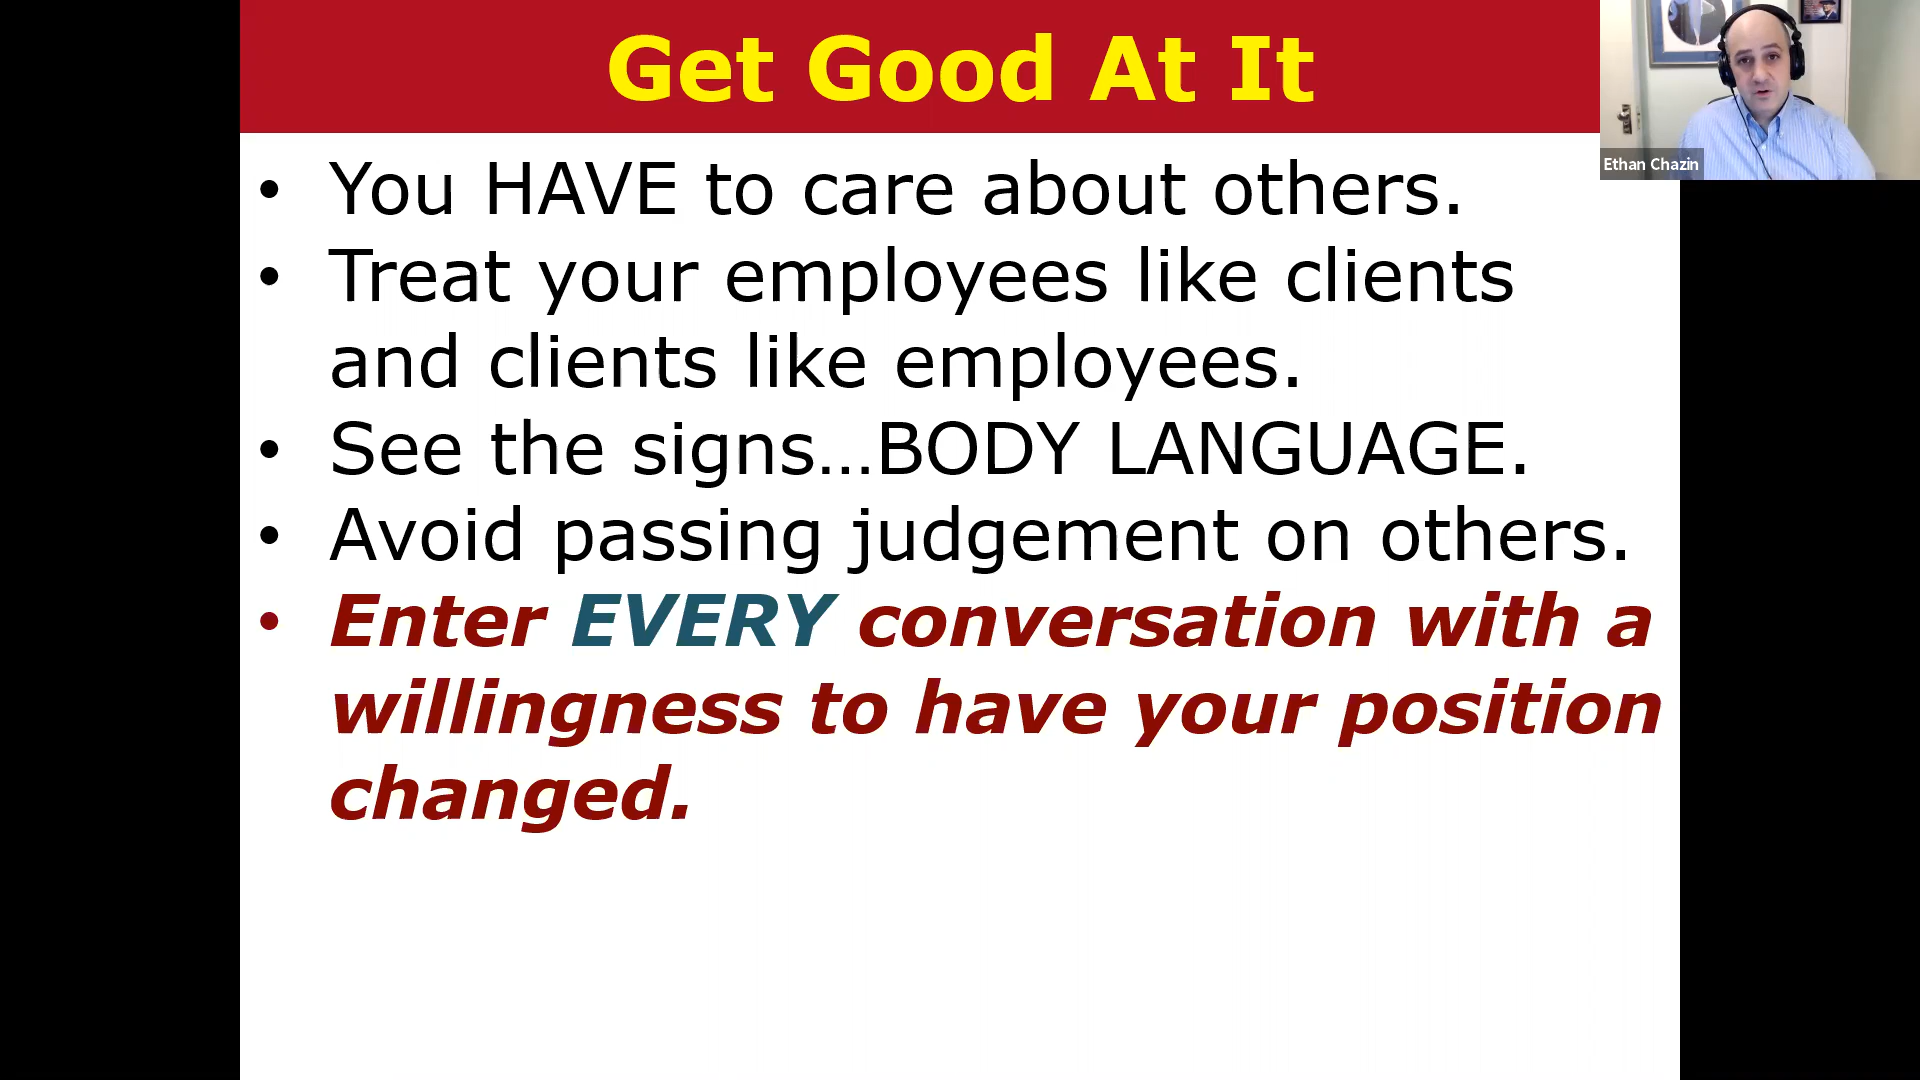 Get Good At It
• You HAVE to care about others.
• Treat your employees like clients
and clients like employees.
• See the signs...BODY LANGUAGE.
• Avoid passing judgement on others.
• Enter EVERY conversation with a
willingness to have your position
changed.
Ethan Chazin